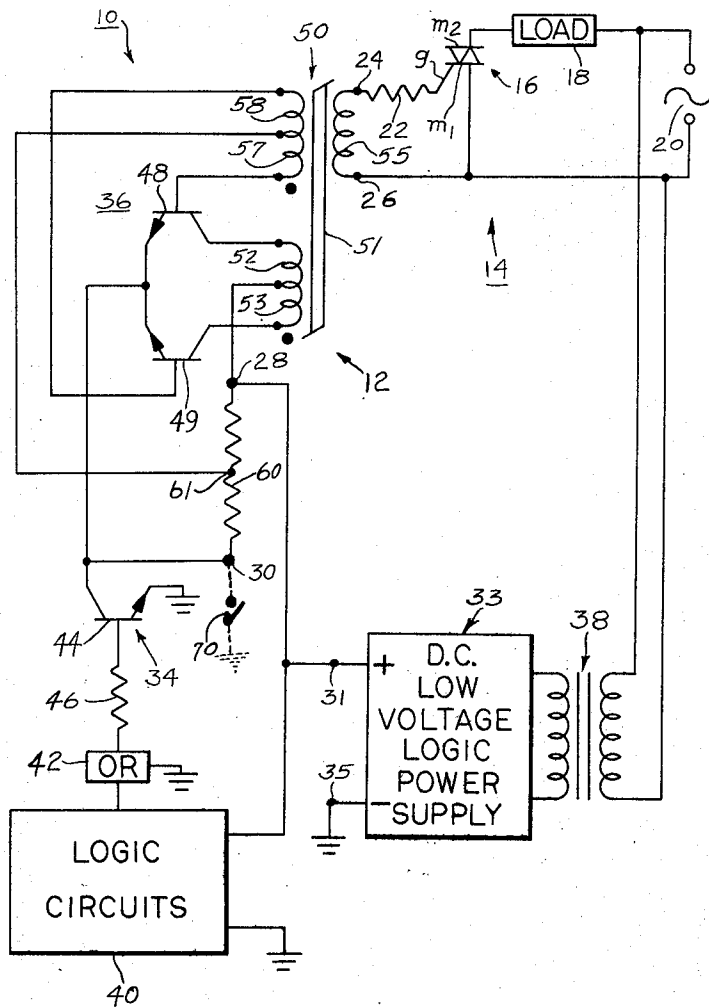 10
50
m2
LOAD
18
24
g
16
22
m1
20
58
57
55
26
48
36
52
51
53
14
49
28
12
61
60
30
44
34
70
33
38
46
+
D.C.
LOW
VOLTAGE
LOGIC
POWER
SUPPLY
31
35
−
42
OR
LOGIC
CIRCUITS
40